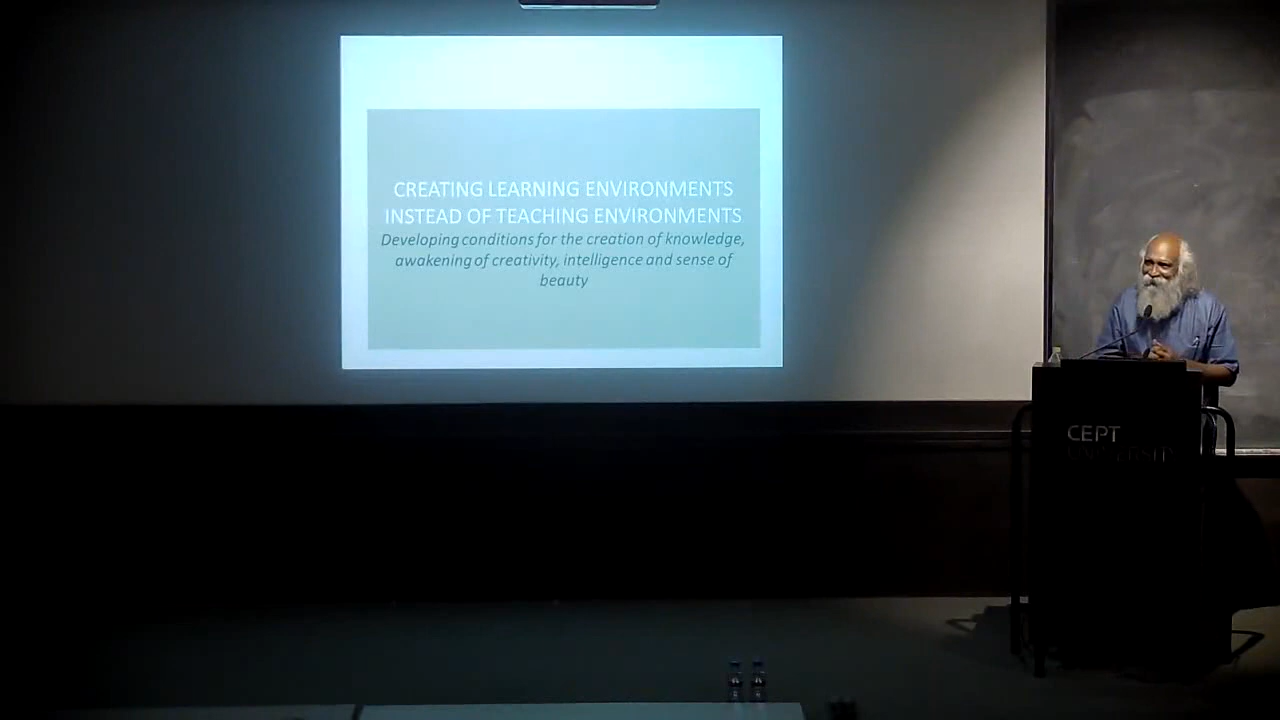 CREATING LEARNING ENVIRONMENTS
INSTEAD OF TEACHING ENVIRONMENTS
Developing conditions for the creation of knowledge,
awakening of creativity, intelligence and sense of
beauty
CEPT
UNIVERSITY